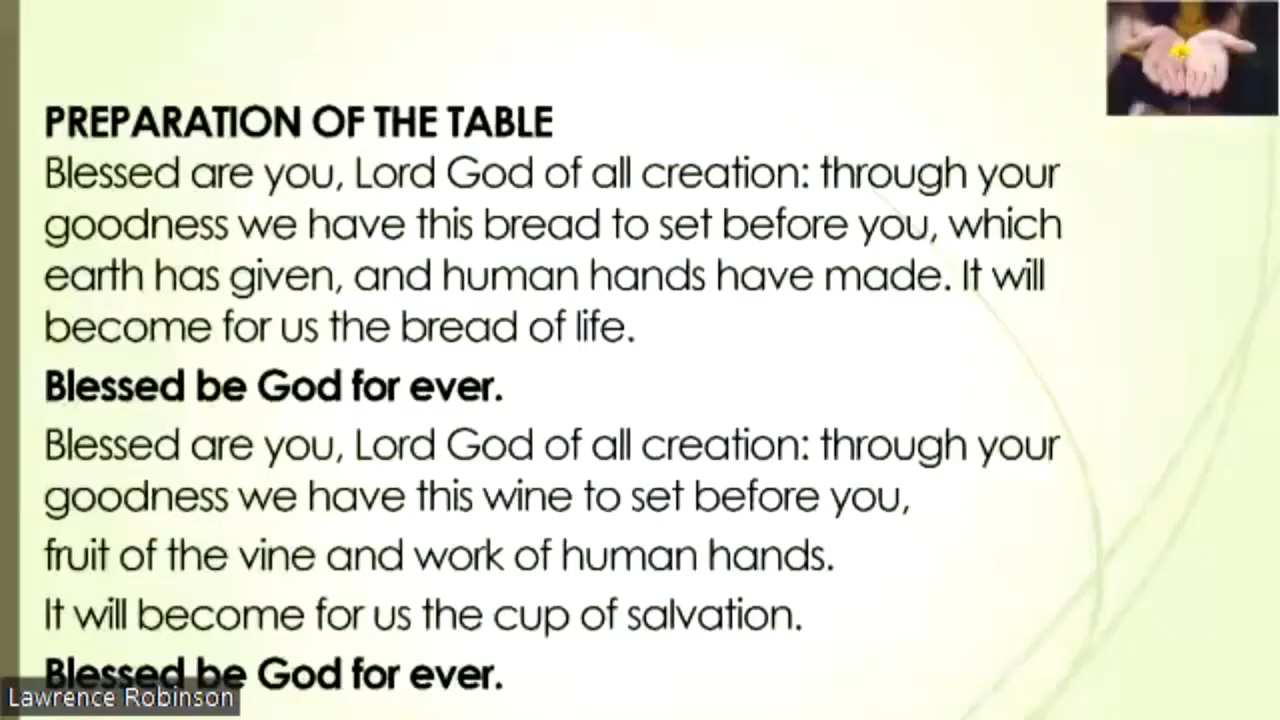 PREPARATION OF THE TABLE
Blessed are you, Lord God of all creation: through your
goodness we have this bread to set before you, which
earth has given, and human hands have made. It will
become for us the bread of life.
Blessed be God for ever.
Blessed are you, Lord God of all creation: through your
goodness we have this wine to set before you,
fruit of the vine and work of human hands.
It will become for us the cup of salvation.
Blessed be God for ever.
Lawrence Robinson